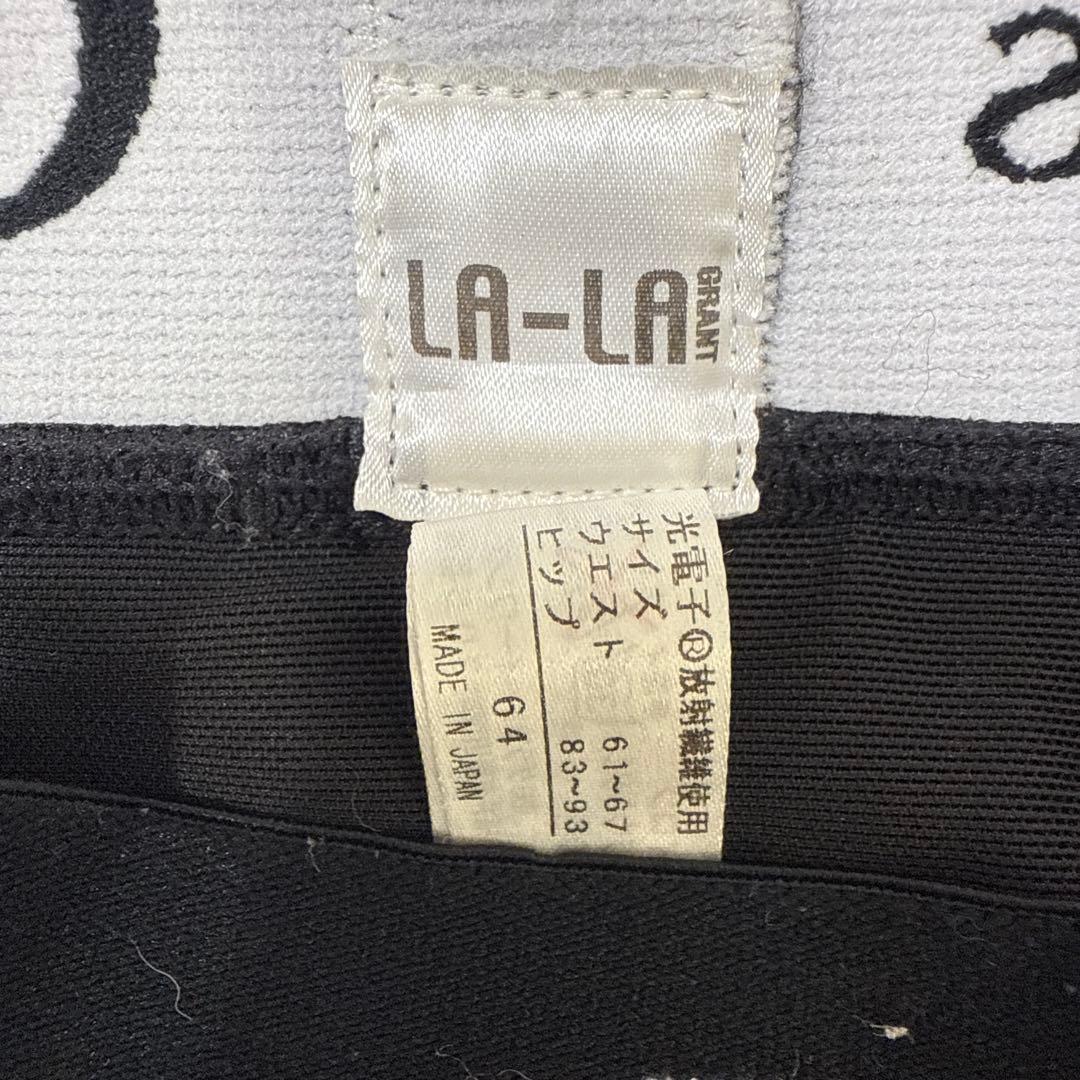 LA-LA
GRANT
光電子®放射繊維使用
サイズ
ウエスト 61~67
ヒップ 83~93
64
MADE IN JAPAN
a